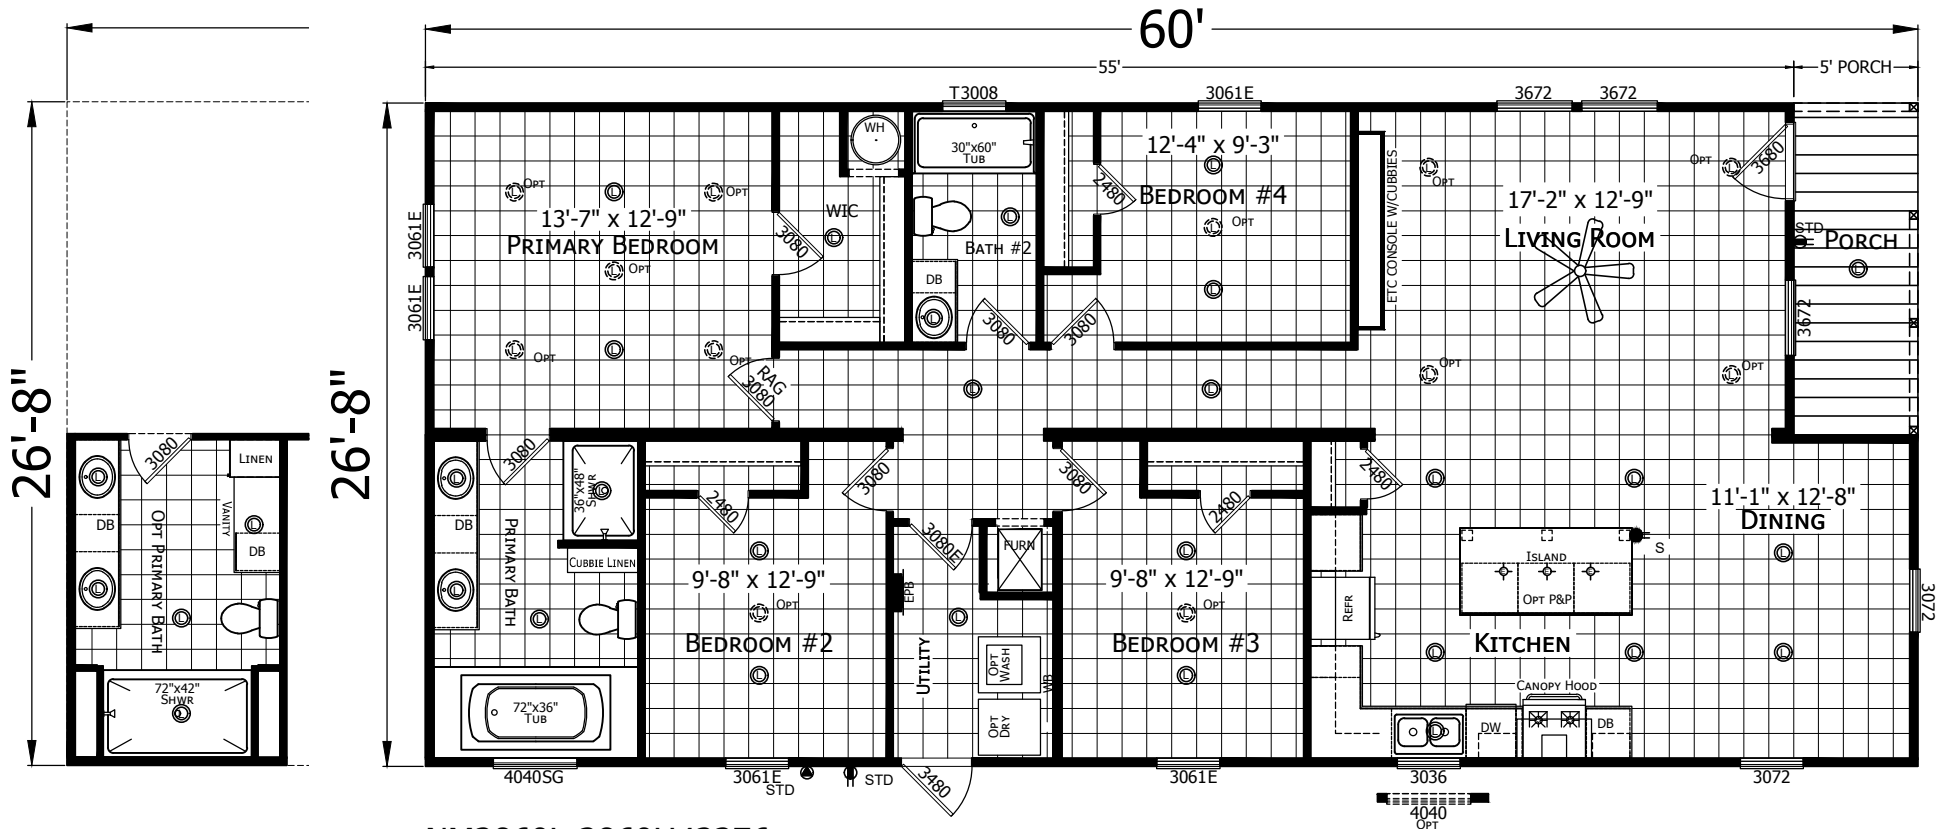 60'
55'
5' PORCH
26'-8"
26'-8"
T3008
3061E
3672
3672
WH
30"x60"
TUB
12'-4" x 9'-3"
BEDROOM #4
2480
OPT
ETC CONSOLE W/CUBBIES
OPT
OPT
3680
17'-2" x 12'-9"
LIVING ROOM
STD
PORCH
3672
OPT
OPT
OPT
OPT
13'-7" x 12'-9"
PRIMARY BEDROOM
OPT
OPT
OPT
3061E
3061E
WIC
3080
BATH #2
DB
3080
3080
RAG
3080
3080
LINEN
VANITY
DB
DB
OPT PRIMARY BATH
72"x42"
SHWR
3080
36"x48"
SHWR
DB
PRIMARY BATH
CUBBIE LINEN
72"x36"
TUB
4040SG
2480
9'-8" x 12'-9"
OPT
BEDROOM #2
3061E
STD
STD
3080
3080E
FURN
EPB
UTILITY
OPT
WASH
WB
OPT
DRY
3480
3080
2480
9'-8" x 12'-9"
OPT
BEDROOM #3
3061E
2480
REFR
ISLAND
OPT P&P
S
KITCHEN
CANOPY HOOD
DW
DB
3036
4040
OPT
11'-1" x 12'-8"
DINING
3072
3072